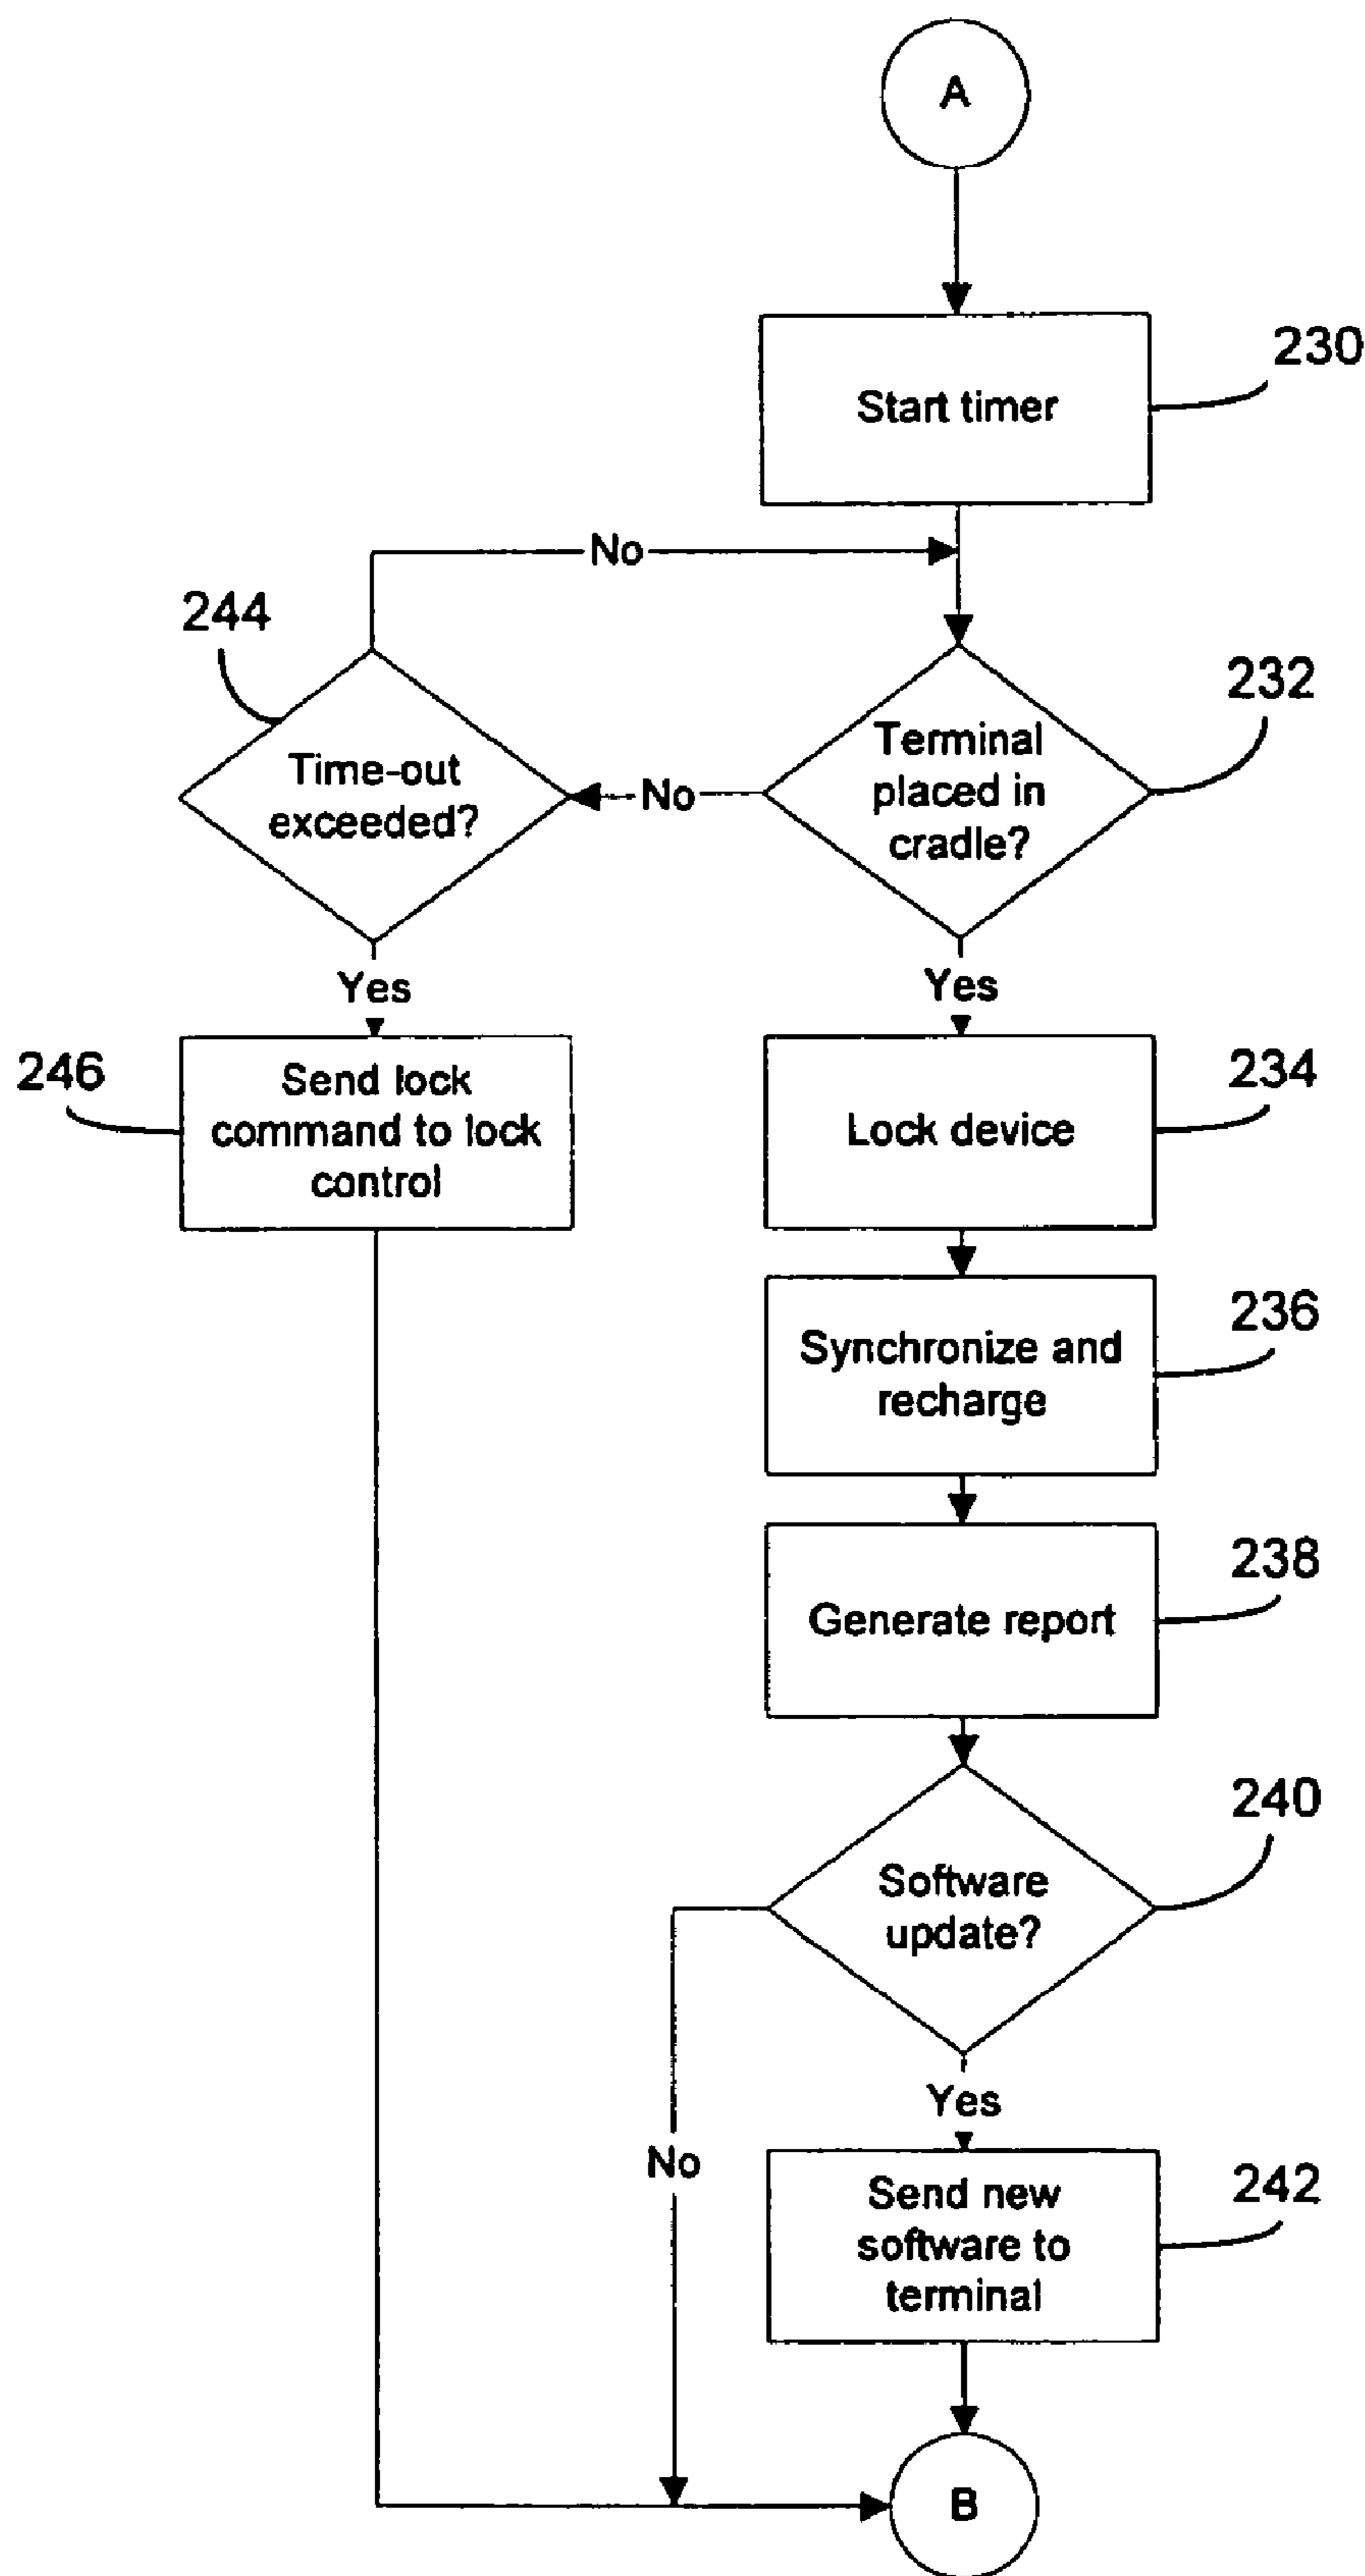 A
230
Start timer
No
244
232
Time-out
exceeded?
No
Terminal
placed in
cradle?
Yes
Yes
246
Send lock
command to lock
control
234
Lock device
236
Synchronize and
recharge
238
Generate report
240
Software
update?
Yes
No
242
Send new
software to
terminal
B